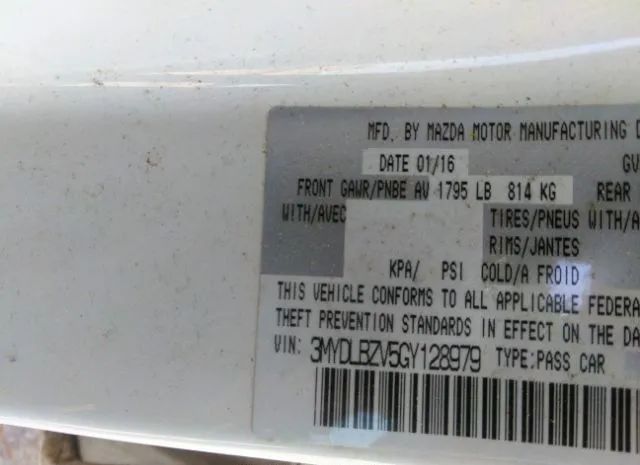 MFD. BY MAZDA MOTOR MANUFACTURING D
DATE 01/16 GV
FRONT GAWR/PNBE AV 1795 LB 814 KG REAR
WITH/AVEC TIRES/PNEUS WITH/A
RIMS/JANTES
KPA/ PSI COLD/A FROID
THIS VEHICLE CONFORMS TO ALL APPLICABLE FEDERA
THEFT PREVENTION STANDARDS IN EFFECT ON THE DA
VIN: 3MYDLBZV5GY128979 TYPE:PASS CAR